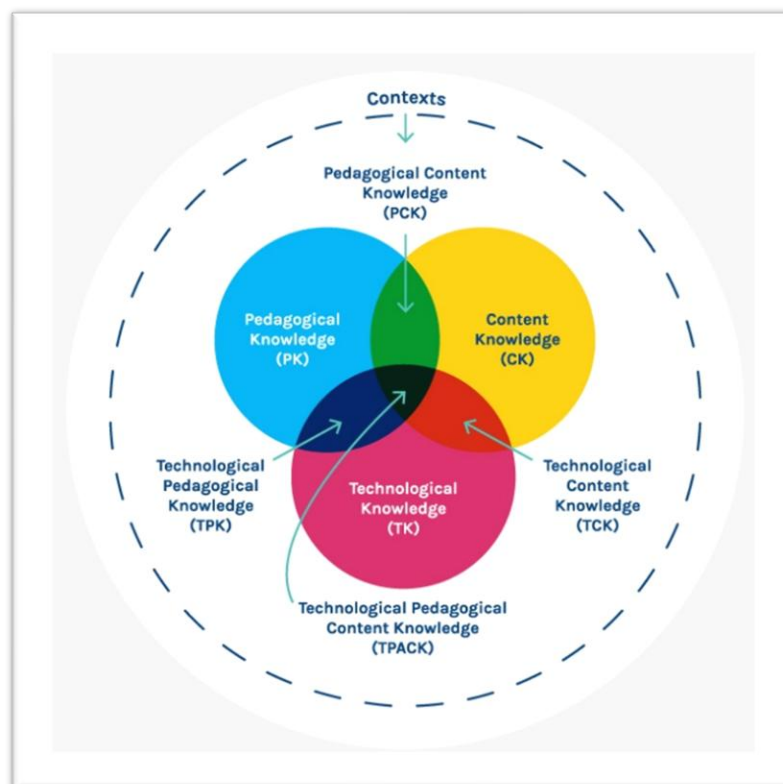 Contexts
Pedagogical Content
Knowledge
(PCK)
Pedagogical
Knowledge
(PK)
Content
Knowledge
(CK)
Technological
Pedagogical
Knowledge
(TPK)
Technological
Knowledge
(TK)
Technological
Content
Knowledge
(TCK)
Technological Pedagogical
Content Knowledge
(TPACK)